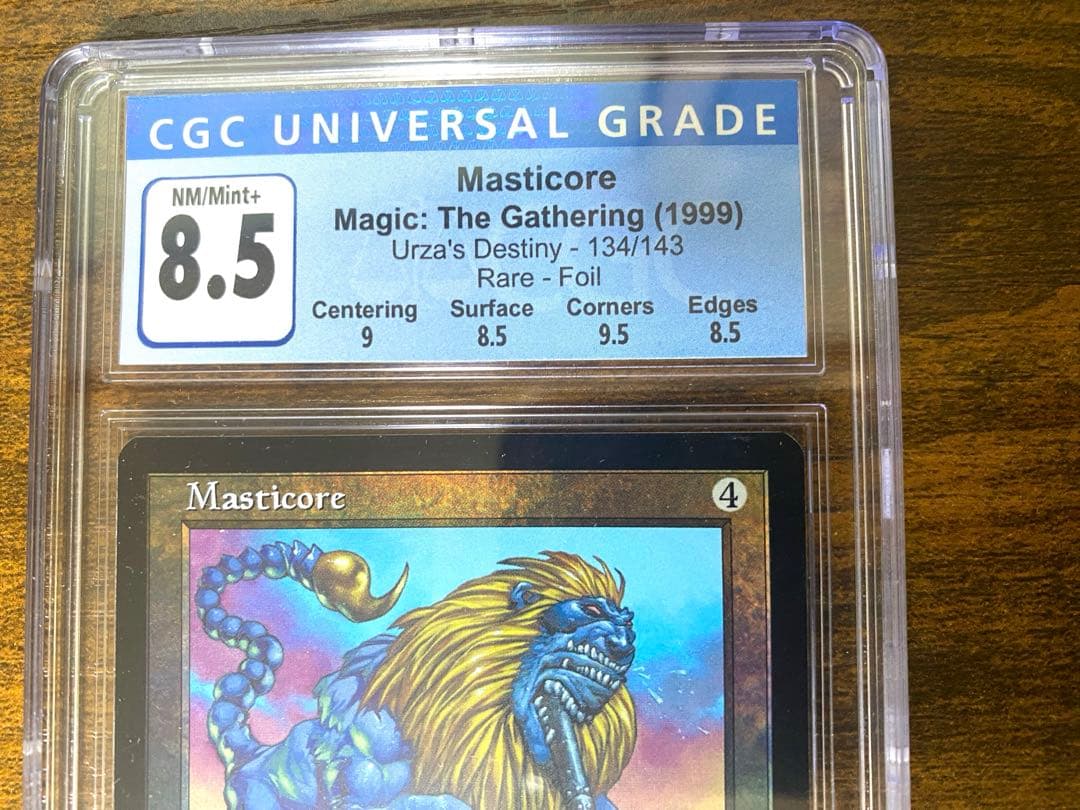 CGC UNIVERSAL GRADE
NM/Mint+
8.5
Masticore
Magic: The Gathering (1999)
Urza's Destiny - 134/143
Rare - Foil
Centering Surface Corners Edges
9 8.5 9.5 8.5
Masticore 4